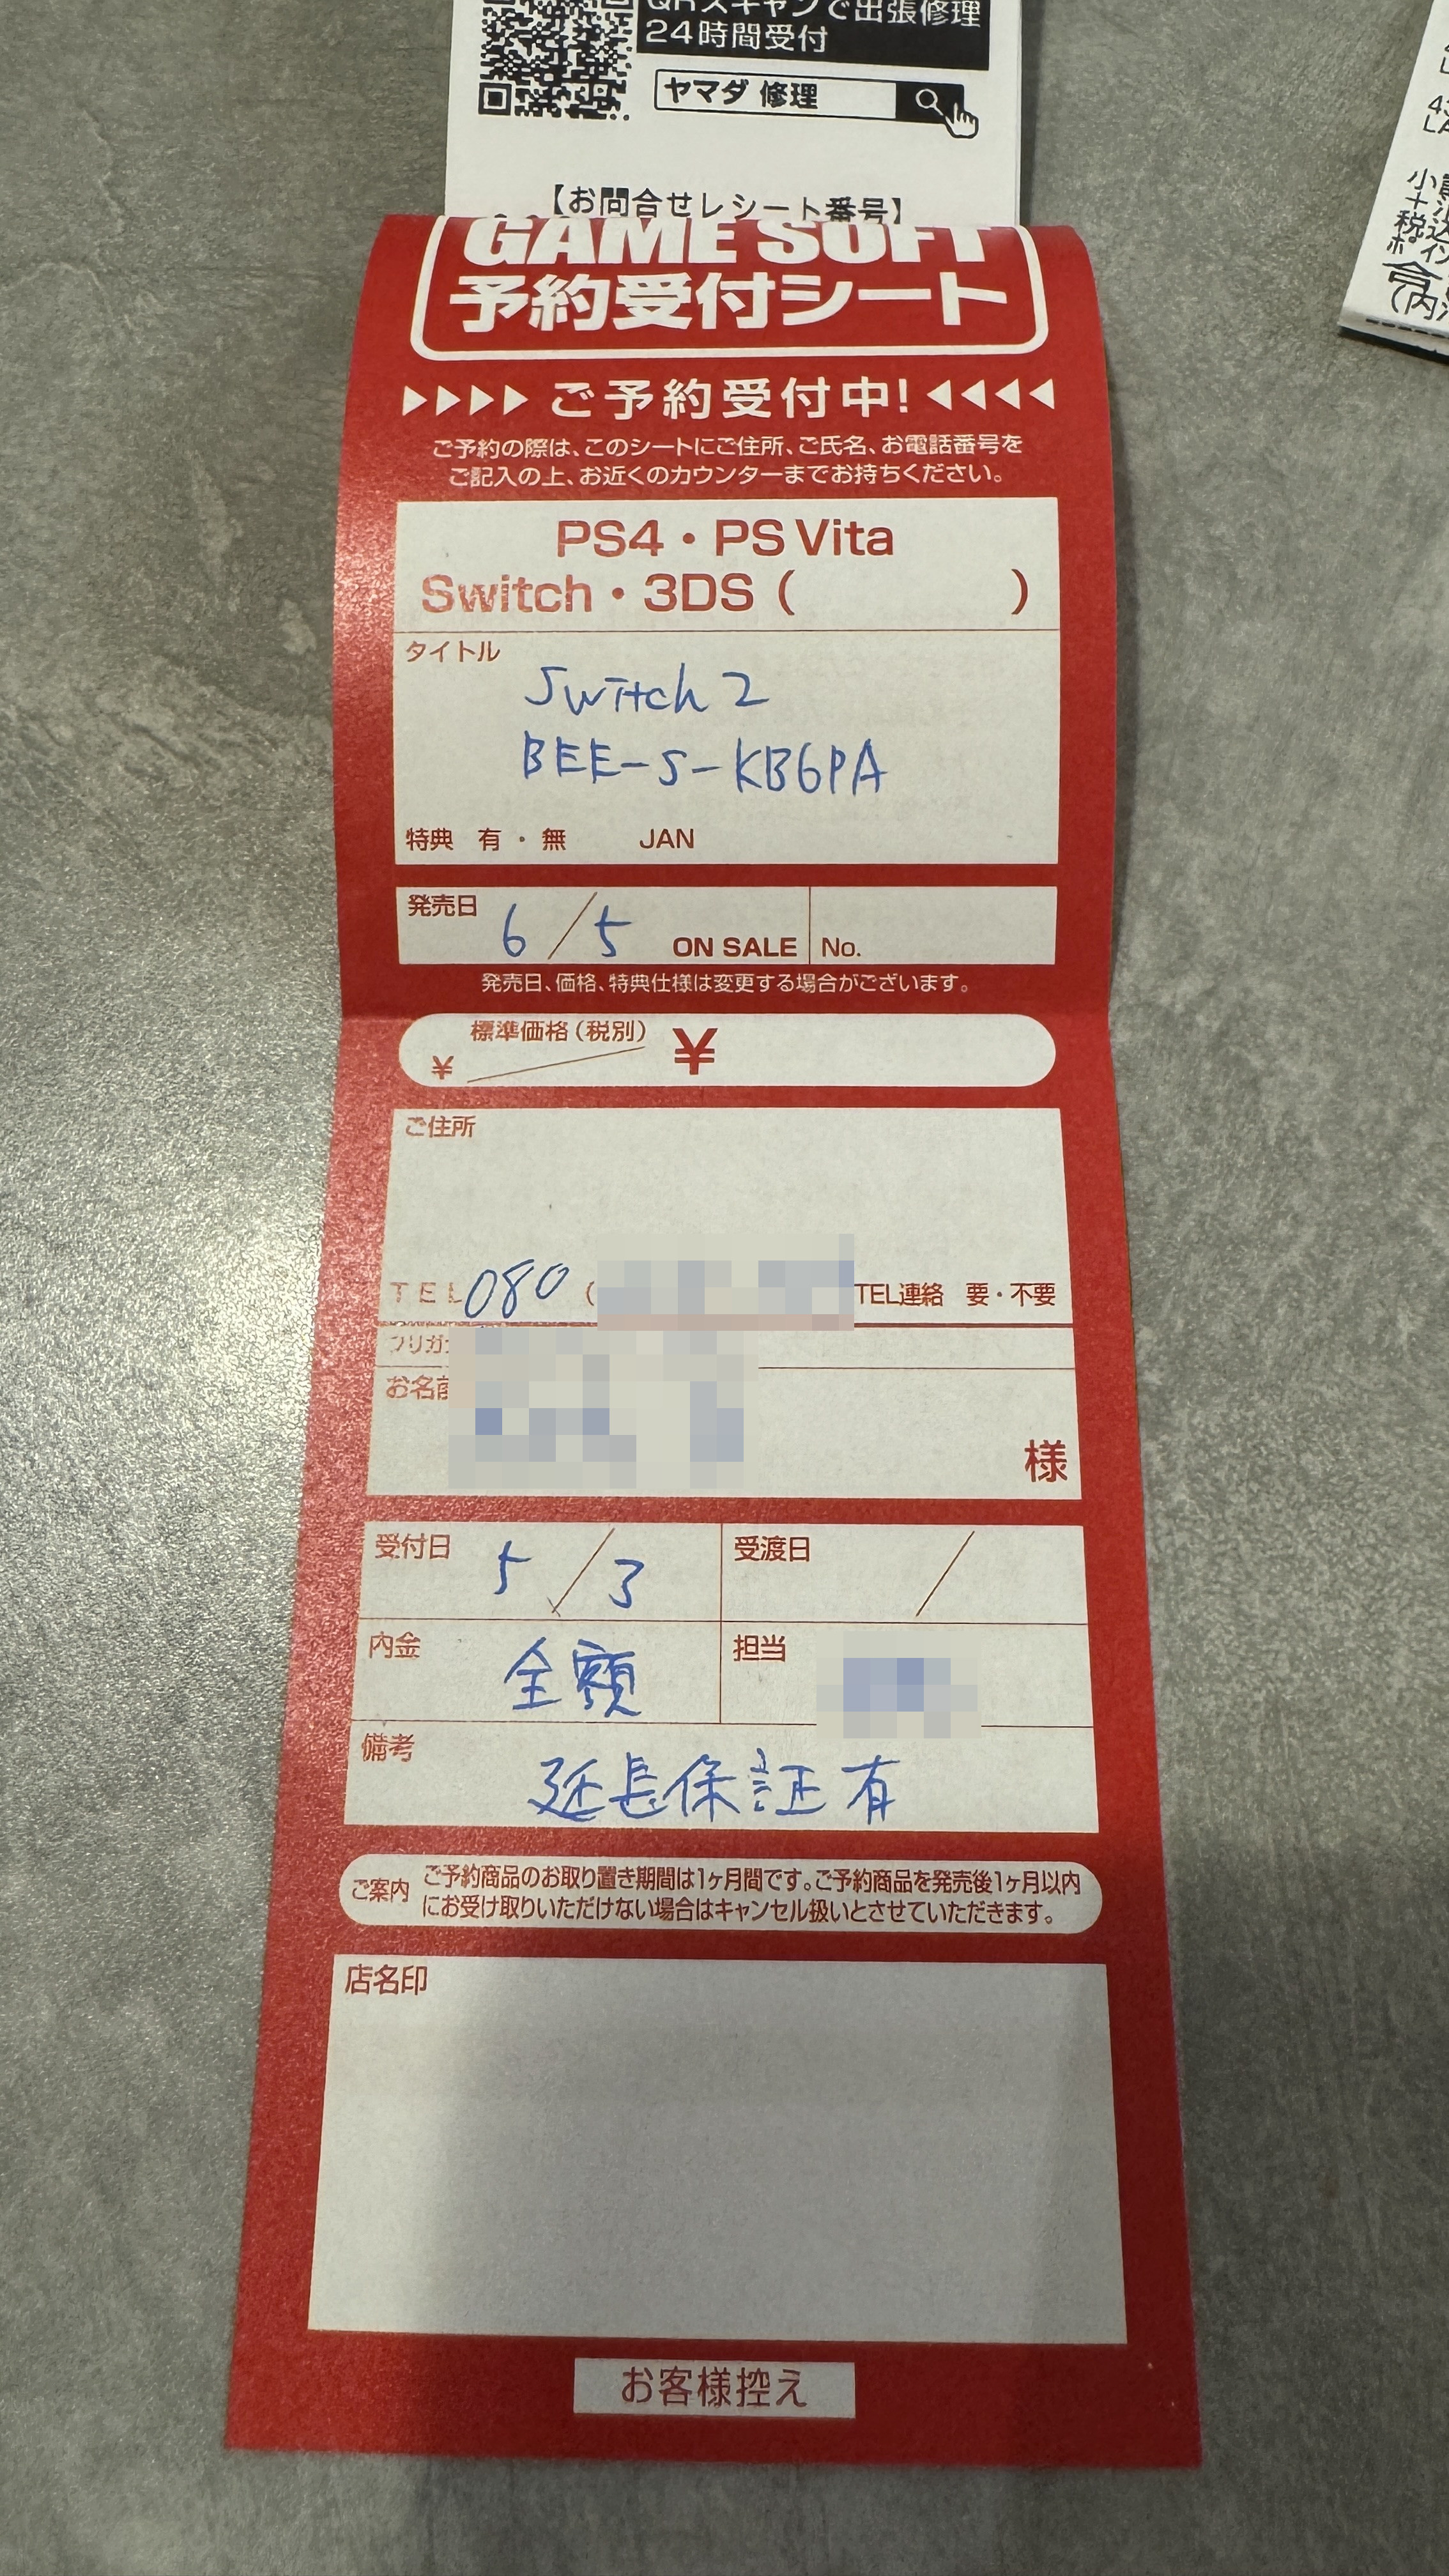 QRスキャンで出張修理
24時間受付
ヤマダ 修理
【お問合せレシート番号】
GAME SOFT
予約受付シート
ご予約受付中!
ご予約の際は、このシートにご住所、ご氏名、お電話番号を
ご記入の上、お近くのカウンターまでお持ちください。
PS4・PS Vita
Switch・3DS ( )
タイトル
Switch 2
BEE-S-KB6PA
特典 有・無 JAN
発売日 6/5 ON SALE No.
発売日、価格、特典仕様は変更する場合がございます。
標準価格(税別)
¥ ¥
ご住所
TEL 080 ( TEL連絡 要・不要
フリガ
お名前
様
受付日 5/3 受渡日 /
内金 全額 担当
備考
延長保証有
ご案内
ご予約商品のお取り置き期間は1ヶ月間です。ご予約商品を発売後1ヶ月以内
にお受け取りいただけない場合はキャンセル扱いとさせていただきます。
店名印
お客様控え